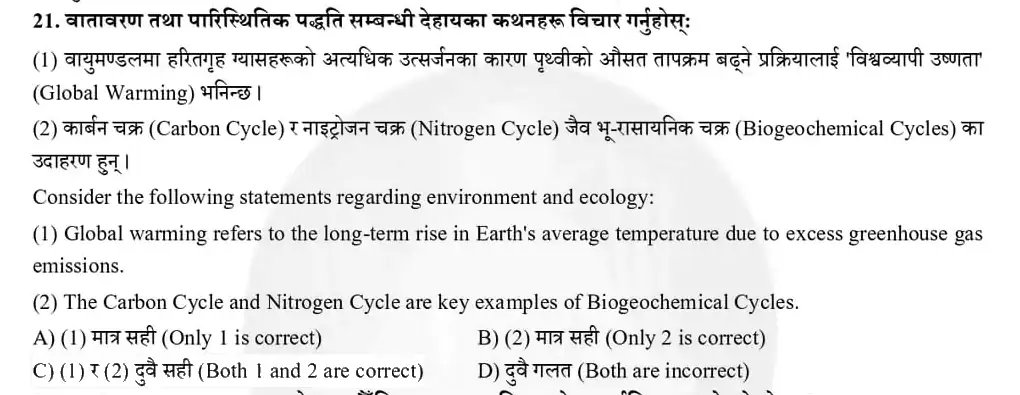 21. वातावरण तथा पारिस्थितिक पद्धति सम्बन्धी देहायका कथनहरू विचार गर्नुहोस्:
(1) वायुमण्डलमा हरितगृह ग्यासहरूको अत्यधिक उत्सर्जनका कारण पृथ्वीको औसत तापक्रम बढ्ने प्रक्रियालाई 'विश्वव्यापी उष्णता'
(Global Warming) भनिन्छ ।
(2) कार्बन चक्र (Carbon Cycle) र नाइट्रोजन चक्र (Nitrogen Cycle) जैव भू-रासायनिक चक्र (Biogeochemical Cycles) का
उदाहरण हुन् ।
Consider the following statements regarding environment and ecology:
(1) Global warming refers to the long-term rise in Earth's average temperature due to excess greenhouse gas
emissions.
(2) The Carbon Cycle and Nitrogen Cycle are key examples of Biogeochemical Cycles.
A) (1) मात्र सही (Only 1 is correct) B) (2) मात्र सही (Only 2 is correct)
C) (1) र (2) दुवै सही (Both 1 and 2 are correct) D) दुवै गलत (Both are incorrect)